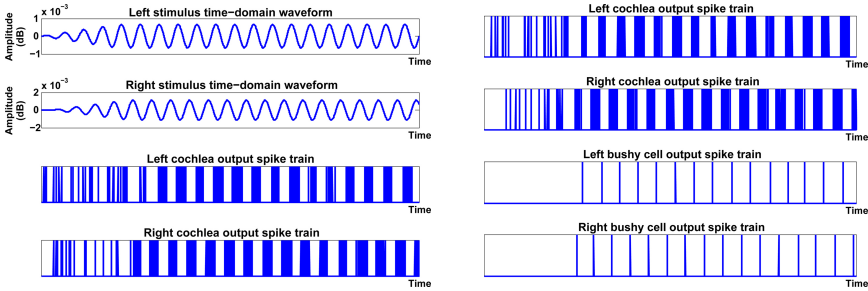 x 10⁻³
Left stimulus time-domain waveform
Amplitude
(dB)
1
0
−1
Time
x 10⁻³
Right stimulus time−domain waveform
Amplitude
(dB)
2
0
−2
Time
Left cochlea output spike train
Time
Right cochlea output spike train
Time
Left cochlea output spike train
Time
Right cochlea output spike train
Time
Left bushy cell output spike train
Time
Right bushy cell output spike train
Time